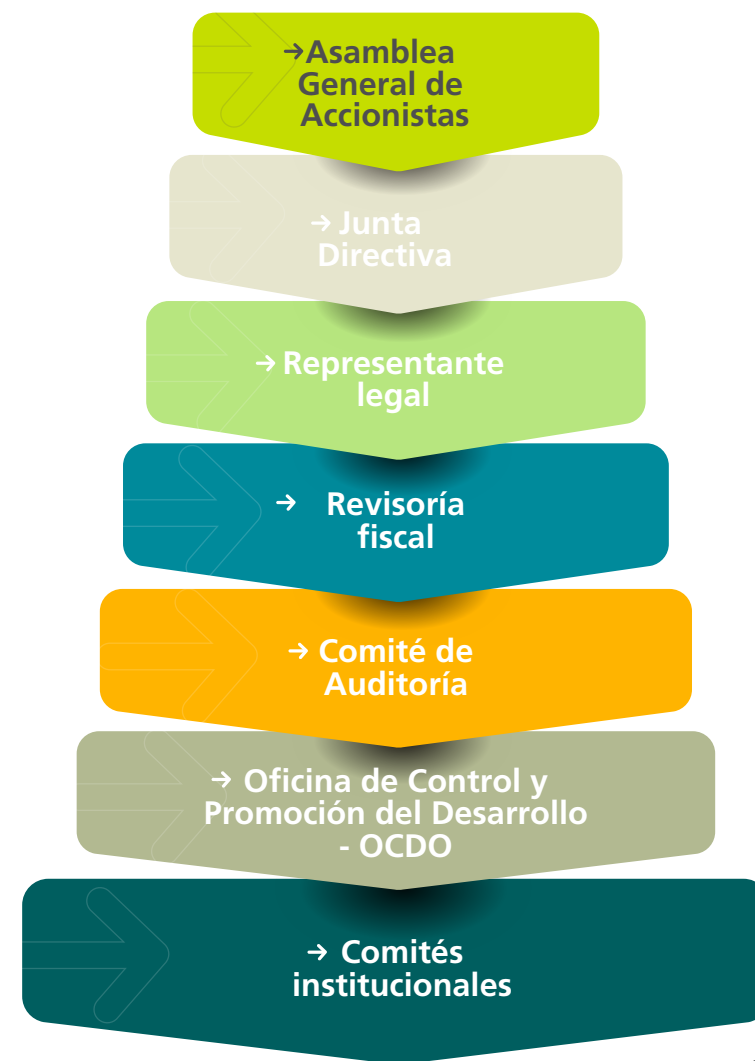 →Asamblea
General de
Accionistas
→ Junta
Directiva
→ Representante
legal
→ Revisoría
fiscal
→ Comité de
Auditoría
→ Oficina de Control y
Promoción del Desarrollo
- OCDO
→ Comités
institucionales